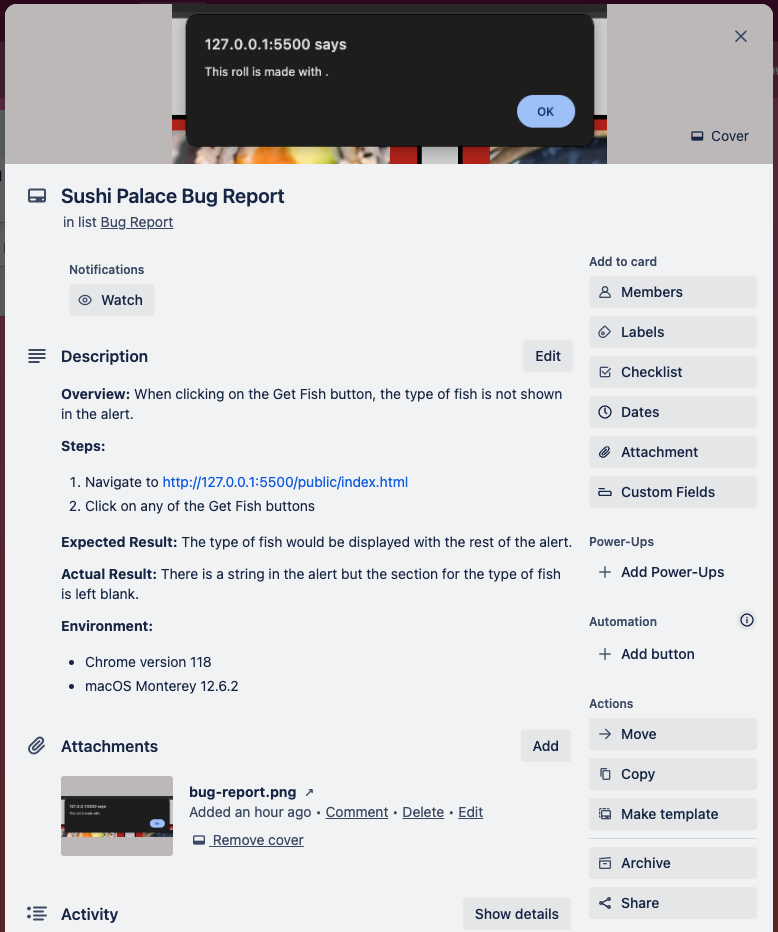 127.0.0.1:5500 says
This roll is made with .
OK
Cover
Sushi Palace Bug Report
in list Bug Report
Notifications
Watch
Description
Edit
Overview: When clicking on the Get Fish button, the type of fish is not shown
in the alert.
Steps:
1. Navigate to http://127.0.0.1:5500/public/index.html
2. Click on any of the Get Fish buttons
Expected Result: The type of fish would be displayed with the rest of the alert.
Actual Result: There is a string in the alert but the section for the type of fish
is left blank.
Environment:
• Chrome version 118
• macOS Monterey 12.6.2
Attachments
Add
127.0.0.1:5500 says
This roll is made with .
OK
bug-report.png ↗
Added an hour ago • Comment • Delete • Edit
Remove cover
Activity
Show details
Add to card
Members
Labels
Checklist
Dates
Attachment
Custom Fields
Power-Ups
Add Power-Ups
Automation
Add button
Actions
Move
Copy
Make template
Archive
Share